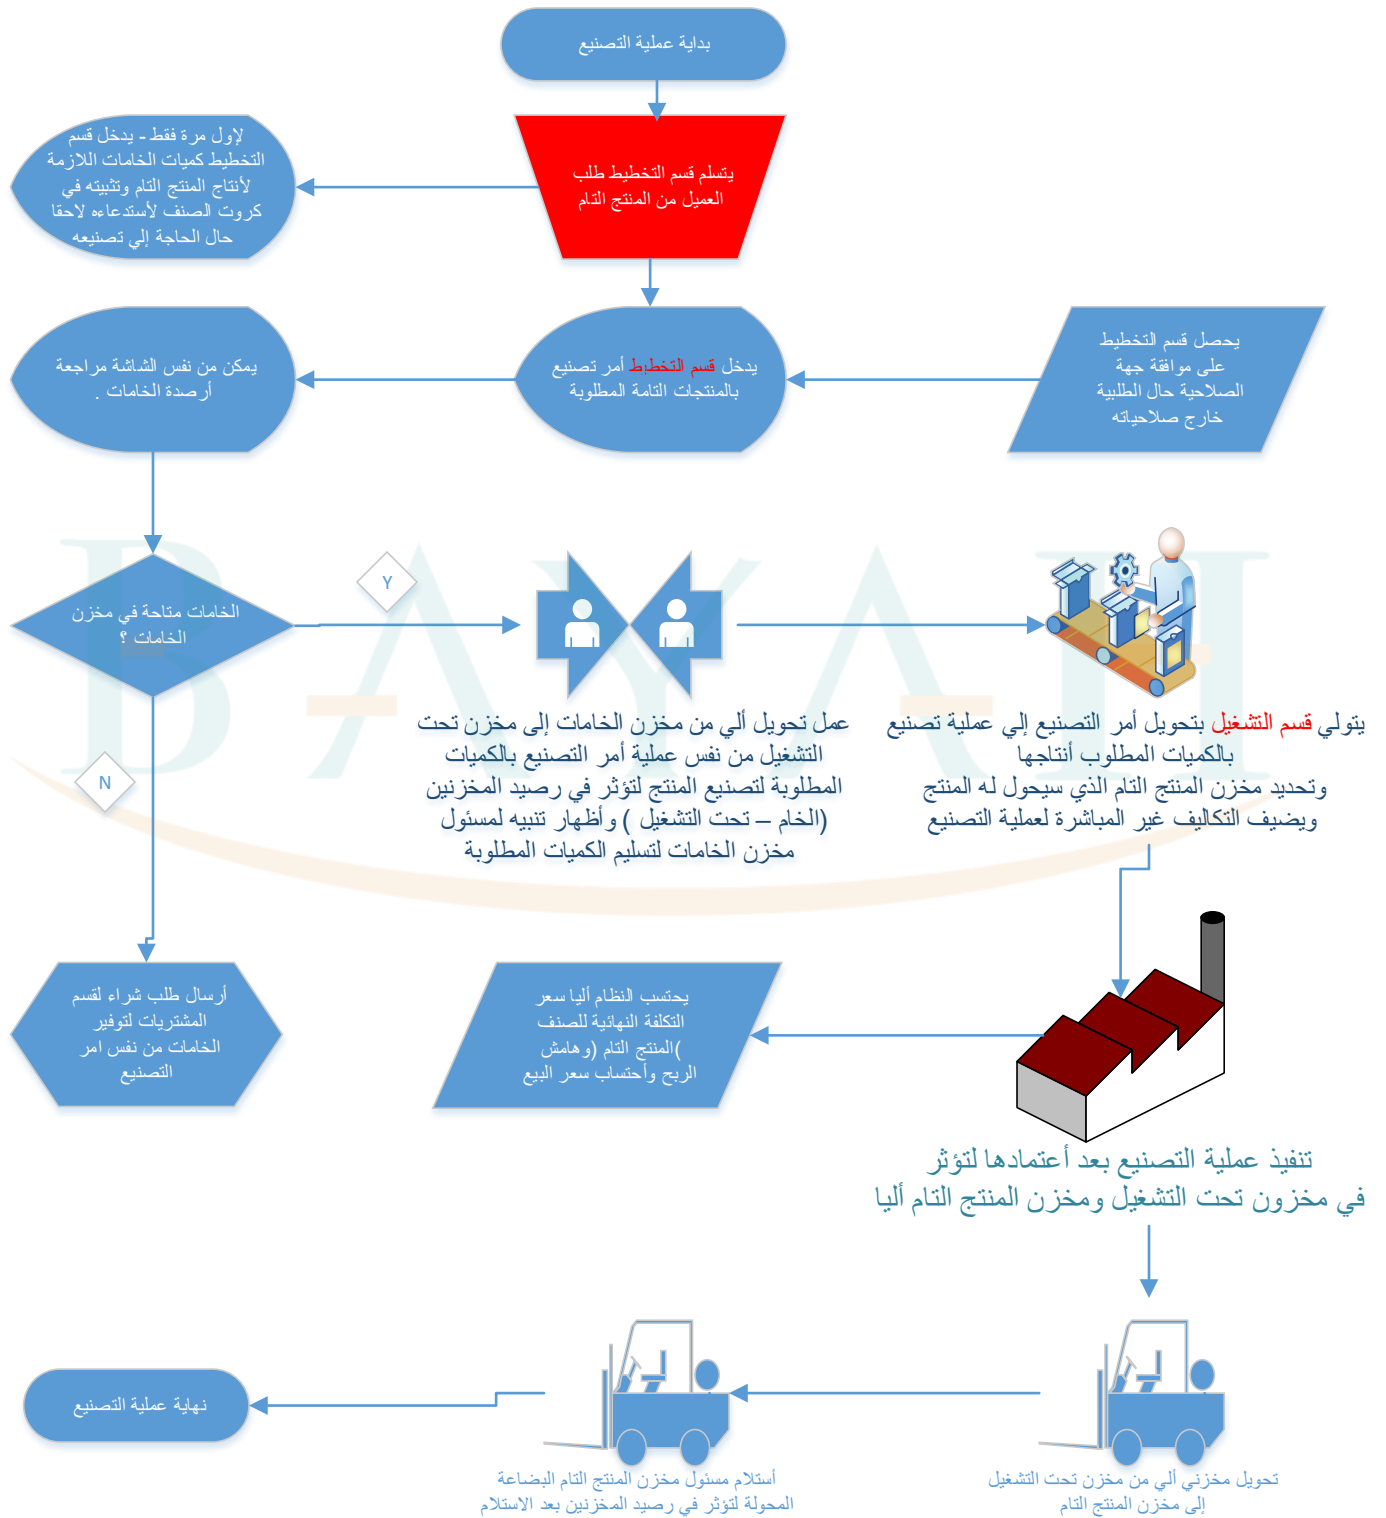 بداية عملية التصنيع
يتسلم قسم التخطيط طلب
العميل من المنتج التام
لإول مرة فقط - يدخل قسم
التخطيط كميات الخامات اللازمة
لأنتاج المنتج التام وتثبيته في
كروت الصنف لأستدعاءه لاحقا
حال الحاجة إلي تصنيعه
يحصل قسم التخطيط
على موافقة جهة
الصلاحية حال الطلبية
خارج صلاحياته
يدخل قسم التخطيط أمر تصنيع
بالمنتجات التامة المطلوبة
يمكن من نفس الشاشة مراجعة
أرصدة الخامات .
الخامات متاحة في مخزن
الخامات ؟
Y
N
BAYAH
عمل تحويل ألي من مخزن الخامات إلى مخزن تحت
التشغيل من نفس عملية أمر التصنيع بالكميات
المطلوبة لتصنيع المنتج لتؤثر في رصيد المخزنين
(الخام – تحت التشغيل ) وأظهار تنبيه لمسئول
مخزن الخامات لتسليم الكميات المطلوبة
يتولي قسم التشغيل بتحويل أمر التصنيع إلي عملية تصنيع
بالكميات المطلوب أنتاجها
وتحديد مخزن المنتج التام الذي سيحول له المنتج
ويضيف التكاليف غير المباشرة لعملية التصنيع
أرسال طلب شراء لقسم
المشتريات لتوفير
الخامات من نفس امر
التصنيع
يحتسب النظام أليا سعر
التكلفة النهائية للصنف
)المنتج التام (وهامش
الربح وأحتساب سعر البيع
تنفيذ عملية التصنيع بعد أعتمادها لتؤثر
في مخزون تحت التشغيل ومخزن المنتج التام أليا
تحويل مخزني ألي من مخزن تحت التشغيل
إلى مخزن المنتج التام
أستلام مسئول مخزن المنتج التام البضاعة
المحولة لتؤثر في رصيد المخزنين بعد الاستلام
نهاية عملية التصنيع